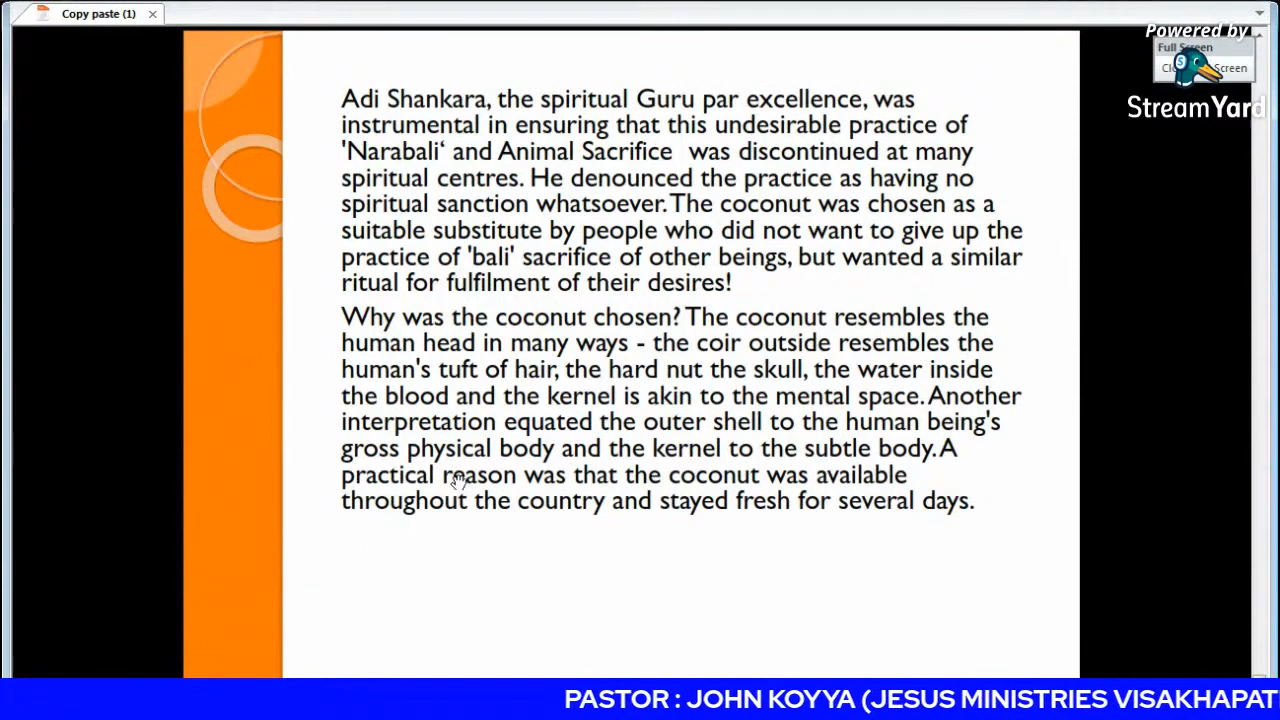 Copy paste (1)
Powered by
Full Screen
Screen
StreamYard
Adi Shankara, the spiritual Guru par excellence, was
instrumental in ensuring that this undesirable practice of
'Narabali‘ and Animal Sacrifice  was discontinued at many
spiritual centres. He denounced the practice as having no
spiritual sanction whatsoever. The coconut was chosen as a
suitable substitute by people who did not want to give up the
practice of 'bali' sacrifice of other beings, but wanted a similar
ritual for fulfilment of their desires!
Why was the coconut chosen? The coconut resembles the
human head in many ways - the coir outside resembles the
human's tuft of hair, the hard nut the skull, the water inside
the blood and the kernel is akin to the mental space. Another
interpretation equated the outer shell to the human being's
gross physical body and the kernel to the subtle body. A
practical reason was that the coconut was available
throughout the country and stayed fresh for several days.
PASTOR : JOHN KOYYA (JESUS MINISTRIES VISAKHAPAT